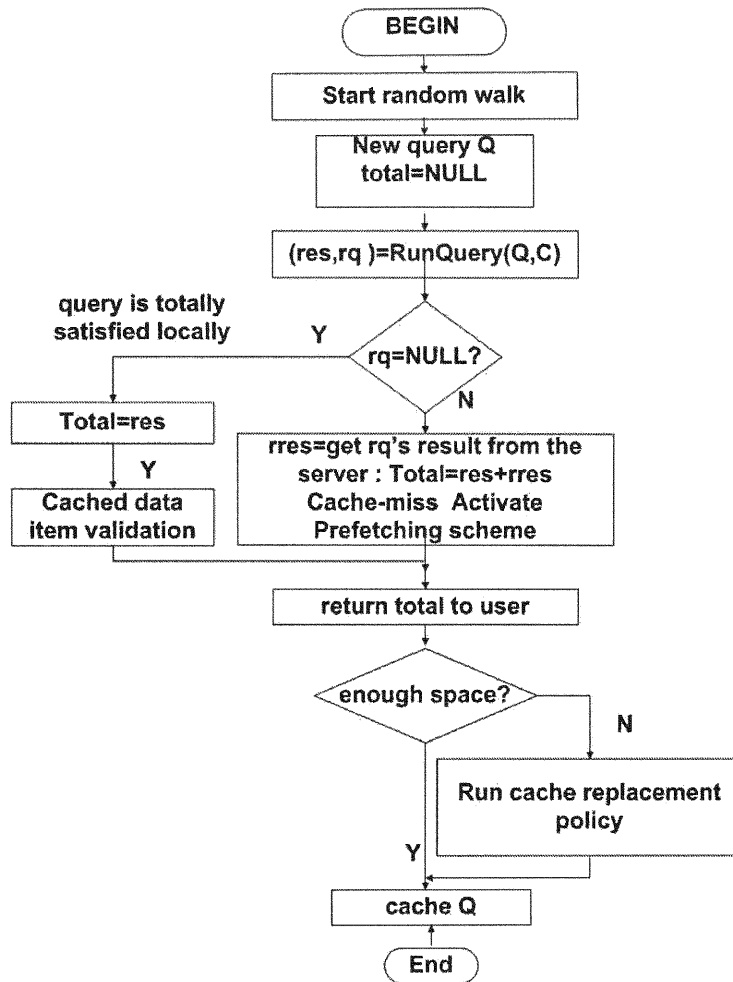 BEGIN
Start random walk
New query Q
total=NULL
(res,rq )=RunQuery(Q,C)
query is totally
satisfied locally
Y
rq=NULL?
N
Total=res
Y
Cached data
item validation
rres=get rq's result from the
server : Total=res+rres
Cache-miss Activate
Prefetching scheme
return total to user
enough space?
N
Run cache replacement
policy
Y
cache Q
End